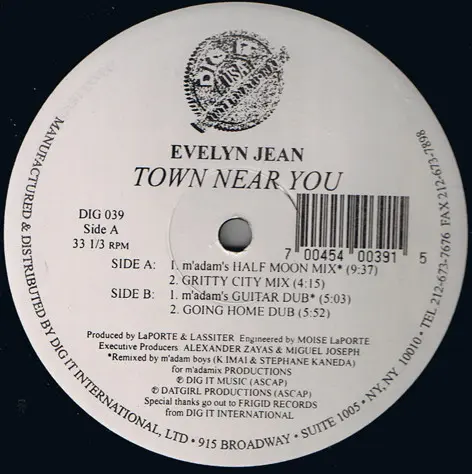 DIG IT
USA
EVELYN JEAN
TOWN NEAR YOU
DIG 039
Side A
33 1/3 RPM
7 00454 00391 5
SIDE A: 1. m'adam's HALF MOON MIX* (9:37)
2. GRITTY CITY MIX (4:15)
SIDE B: 1. m'adam's GUITAR DUB* (5:03)
2. GOING HOME DUB (5:52)
Produced by LaPORTE & LASSITER Engineered by MOISE LaPORTE
Executive Producers: ALEXANDER ZAYAS & MIGUEL JOSEPH
*Remixed by m'adam boys (K IMAI & STEPHANE KANEDA)
for m'adamix PRODUCTIONS
℗ DIG IT MUSIC (ASCAP)
℗ DATGIRL PRODUCTIONS (ASCAP)
Special thanks go out to FRIGID RECORDS
from DIG IT INTERNATIONAL
MANUFACTURED & DISTRIBUTED BY DIG IT INTERNATIONAL, LTD • 915 BROADWAY • SUITE 1005 • NY, NY 10010 • TEL 212-673-7676 FAX 212-673-7898